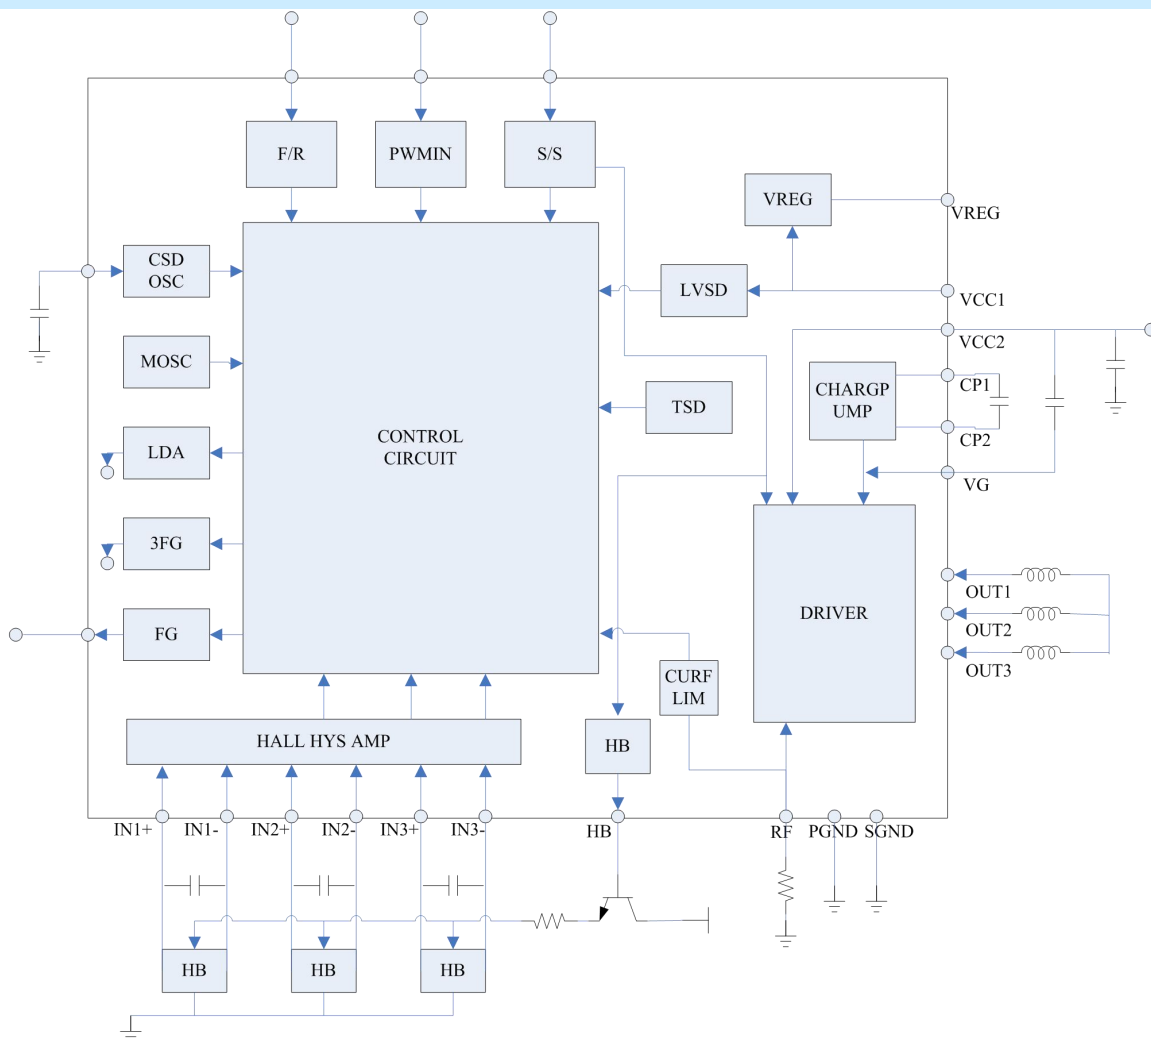 F/R
PWMIN
S/S
VREG
VREG
CSD
OSC
LVSD
VCC1
VCC2
MOSC
CHARGP
UMP
CP1
TSD
CONTROL
CIRCUIT
LDA
CP2
VG
3FG
OUT1
DRIVER
FG
OUT2
OUT3
CURF
LIM
HALL HYS AMP
HB
IN1+
IN1-
IN2+
IN2-
IN3+
IN3-
HB
RF
PGND
SGND
HB
HB
HB